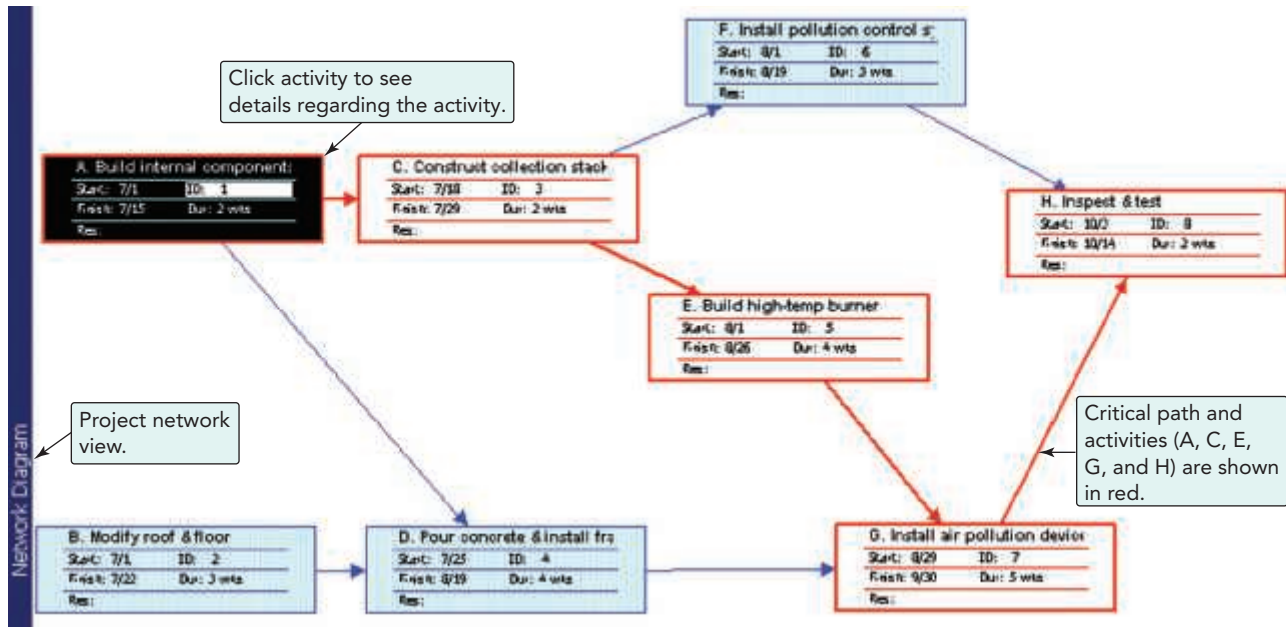 Network Diagram
F. Install pollution control s
Start: 8/1 ID: 6
Finish: 8/19 Dur: 3 wks
Res:
Click activity to see
details regarding the activity.
A. Build internal components
Start: 7/1 ID: 1
Finish: 7/15 Dur: 2 wks
Res:
C. Construct collection stack
Start: 7/18 ID: 3
Finish: 7/29 Dur: 2 wks
Res:
H. Inspect & test
Start: 10/3 ID: 8
Finish: 10/14 Dur: 2 wks
Res:
E. Build high-temp burner
Start: 8/1 ID: 5
Finish: 8/26 Dur: 4 wks
Res:
Project network
view.
Critical path and
activities (A, C, E,
G, and H) are shown
in red.
B. Modify roof & floor
Start: 7/1 ID: 2
Finish: 7/22 Dur: 3 wks
Res:
D. Pour concrete & install fra
Start: 7/25 ID: 4
Finish: 8/19 Dur: 4 wks
Res:
G. Install air pollution device
Start: 8/29 ID: 7
Finish: 9/30 Dur: 5 wks
Res: